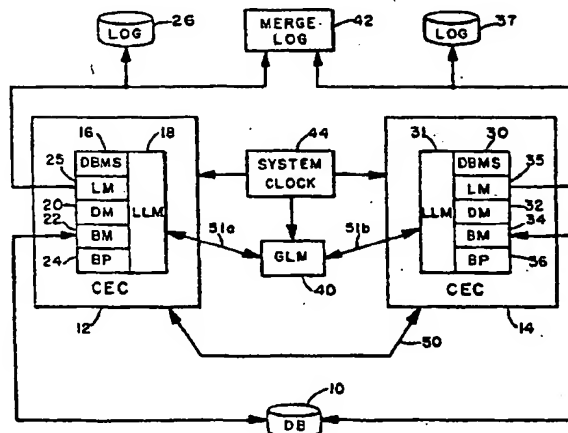 LOG 26 MERGE- LOG 42 LOG 37
16 18 44 31 30
25 DBMS SYSTEM CLOCK DBMS 35
LM LM
20 DM LLM 51a 51b LLM DM 32
22 BM GLM BM 34
24 BP 40 BP 36
CEC CEC
12 50 14
10
DB